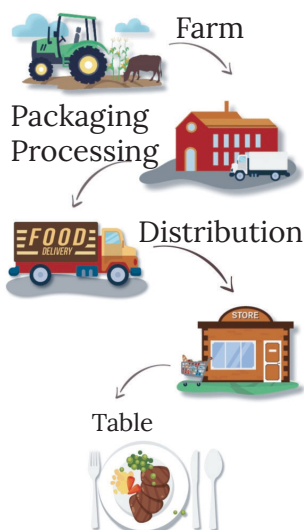 Farm
Packaging
Processing
FOOD
DELIVERY
Distribution
STORE
Table